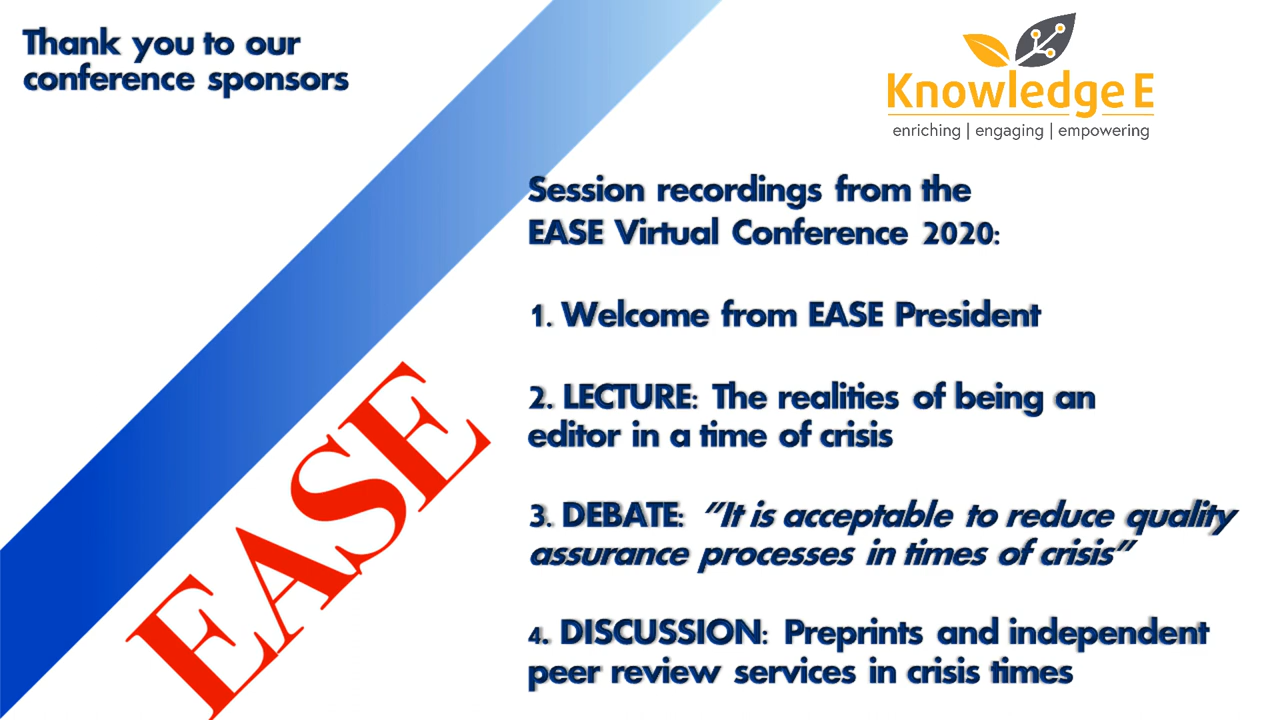 Thank you to our
conference sponsors
KnowledgeE
enriching | engaging | empowering
Session recordings from the
EASE Virtual Conference 2020:
1. Welcome from EASE President
2. LECTURE: The realities of being an
editor in a time of crisis
3. DEBATE: "It is acceptable to reduce quality
assurance processes in times of crisis"
4. DISCUSSION: Preprints and independent
peer review services in crisis times
EASE